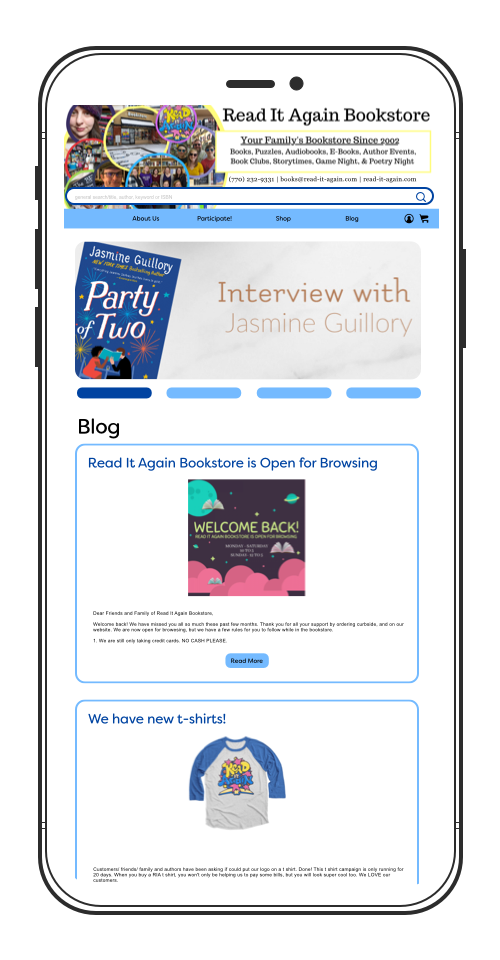 Read It Again Bookstore
Your Family's Bookstore Since 2002
Books, Puzzles, Audiobooks, E-Books, Author Events,
Book Clubs, Storytimes, Game Night, & Poetry Night
(770) 232-9331 | books@read-it-again.com | read-it-again.com
READ
IT
AGAIN
general search title, author, keyword or ISBN
About Us
Participate!
Shop
Blog
Jasmine Guillory
NEW YORK TIMES Bestselling Author
Party
of Two
Interview with
Jasmine Guillory
Blog
Read It Again Bookstore is Open for Browsing
WELCOME BACK!
READ IT AGAIN BOOKSTORE IS OPEN FOR BROWSING
MONDAY - SATURDAY
Dear Friends and Family of Read It Again Bookstore,
Welcome back! We have missed you all so much these past few months. Thank you for all your support by ordering curbside, and on our
website. We are now open for browesing, but we have a few rules for you to follow while in the bookstore.
1. We are still only taking credit cards. NO CASH PLEASE.
Read More
We have new t-shirts!
READ
IT
AGAIN
Customers/ friends/ family and authors have been asking if could put our logo on a t shirt. Done! This t shirt campaign is only running for
20 days. When you buy a RIA t shirt, you won't only be helping us to pay some bills, but you will look super cool too. We LOVE our
customers.